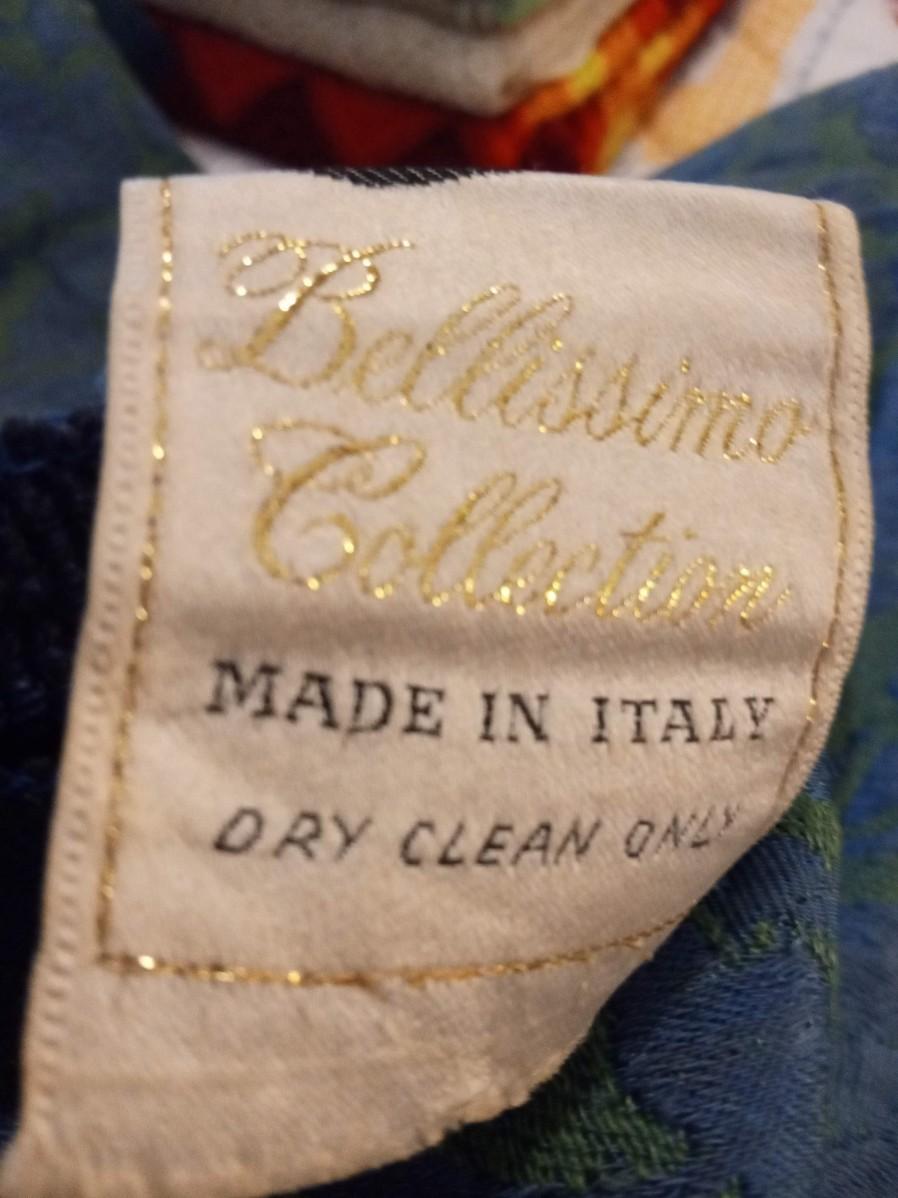 Bellissimo
Collection
MADE IN ITALY
DRY CLEAN ONLY